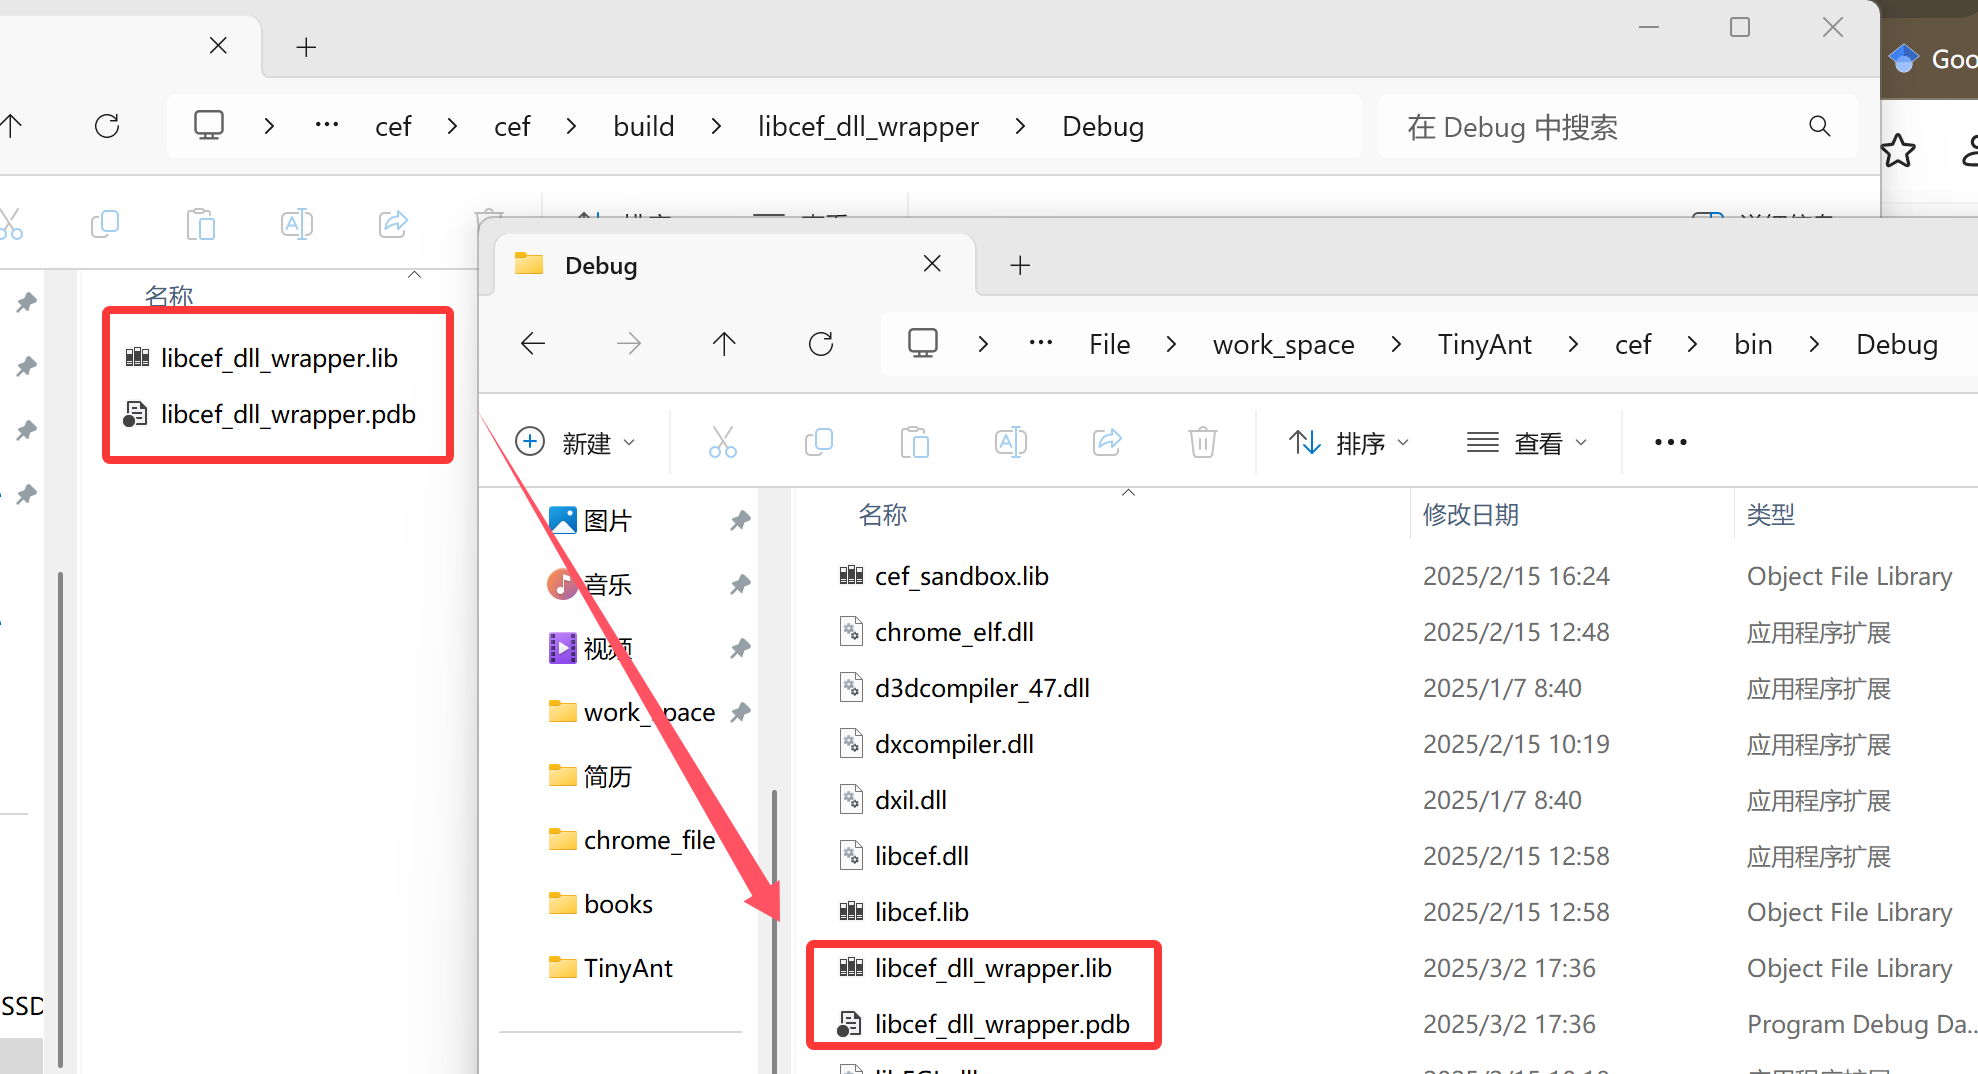 Goo
cef
cef
build
libcef_dll_wrapper
Debug
在 Debug 中搜索
名称
libcef_dll_wrapper.lib
libcef_dll_wrapper.pdb
SSD
Debug
File
work_space
TinyAnt
cef
bin
Debug
新建
排序
查看
图片
音乐
视频
work_space
简历
chrome_file
books
TinyAnt
名称 修改日期 类型
cef_sandbox.lib 2025/2/15 16:24 Object File Library
chrome_elf.dll 2025/2/15 12:48 应用程序扩展
d3dcompiler_47.dll 2025/1/7 8:40 应用程序扩展
dxcompiler.dll 2025/2/15 10:19 应用程序扩展
dxil.dll 2025/1/7 8:40 应用程序扩展
libcef.dll 2025/2/15 12:58 应用程序扩展
libcef.lib 2025/2/15 12:58 Object File Library
libcef_dll_wrapper.lib 2025/3/2 17:36 Object File Library
libcef_dll_wrapper.pdb 2025/3/2 17:36 Program Debug Da...